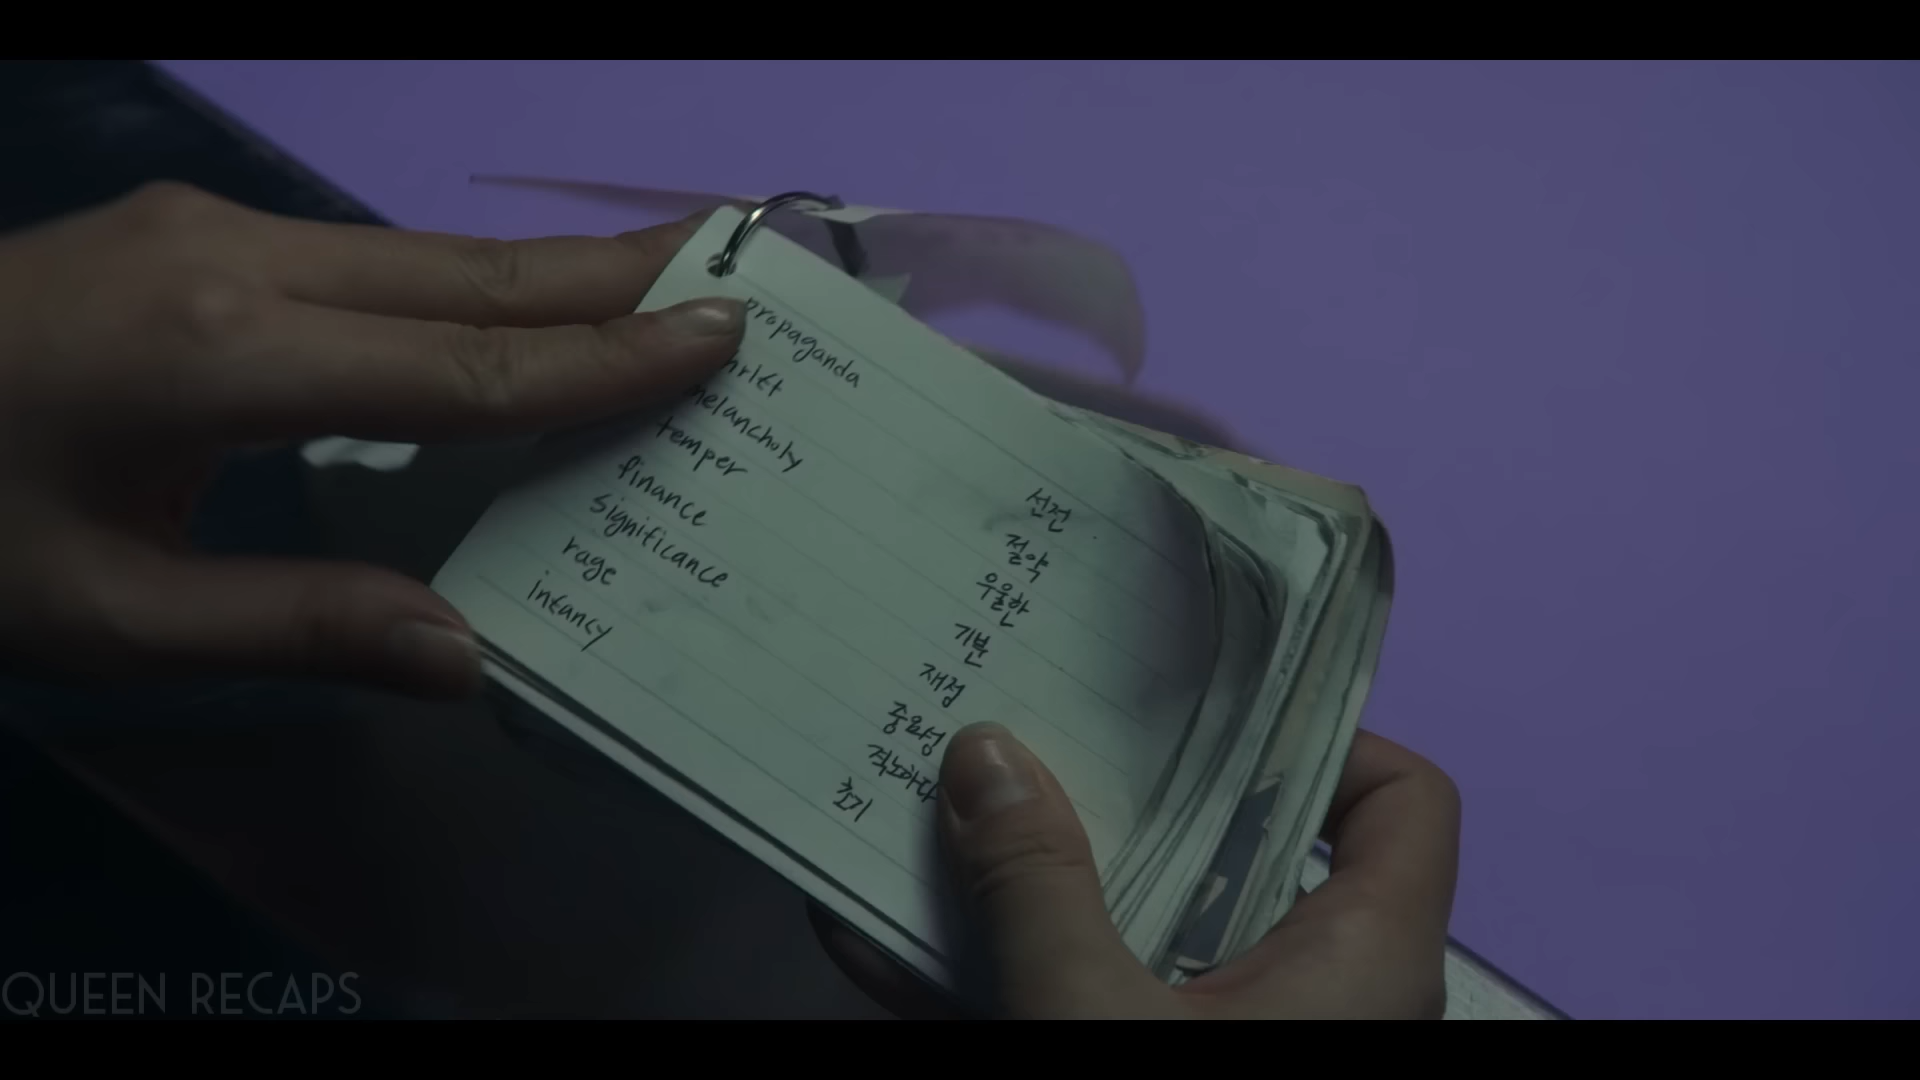 propaganda 선전
thrift 절약
melancholy 우울한
temper 기분
finance 재정
significance 중요성
rage 격노하다
infancy 초기
QUEEN RECAPS